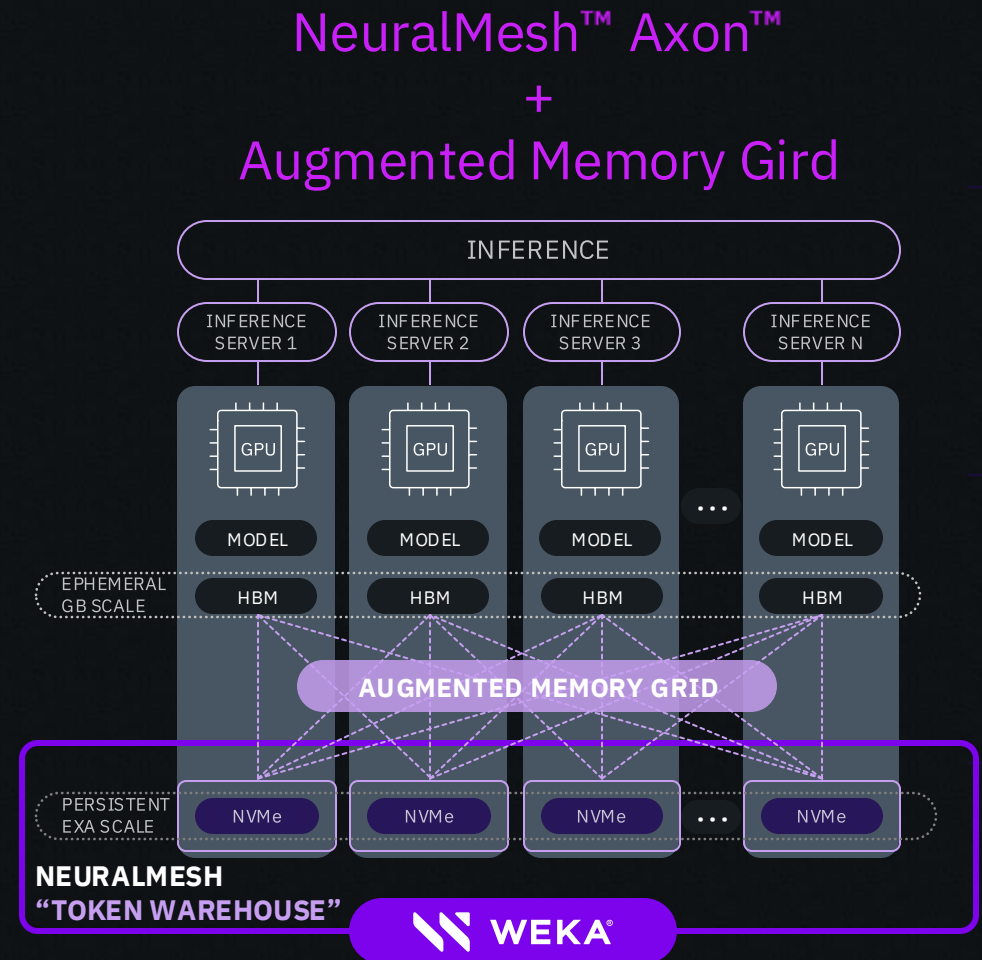 NeuralMesh™ Axon™
+
Augmented Memory Gird
INFERENCE
INFERENCE
SERVER 1
INFERENCE
SERVER 2
INFERENCE
SERVER 3
INFERENCE
SERVER N
GPU
GPU
GPU
GPU
...
MODEL
MODEL
MODEL
MODEL
EPHEMERAL
GB SCALE
HBM
HBM
HBM
HBM
AUGMENTED MEMORY GRID
PERSISTENT
EXA SCALE
NVMe
NVMe
NVMe
...
NVMe
NEURALMESH
“TOKEN WAREHOUSE”
WEKA®